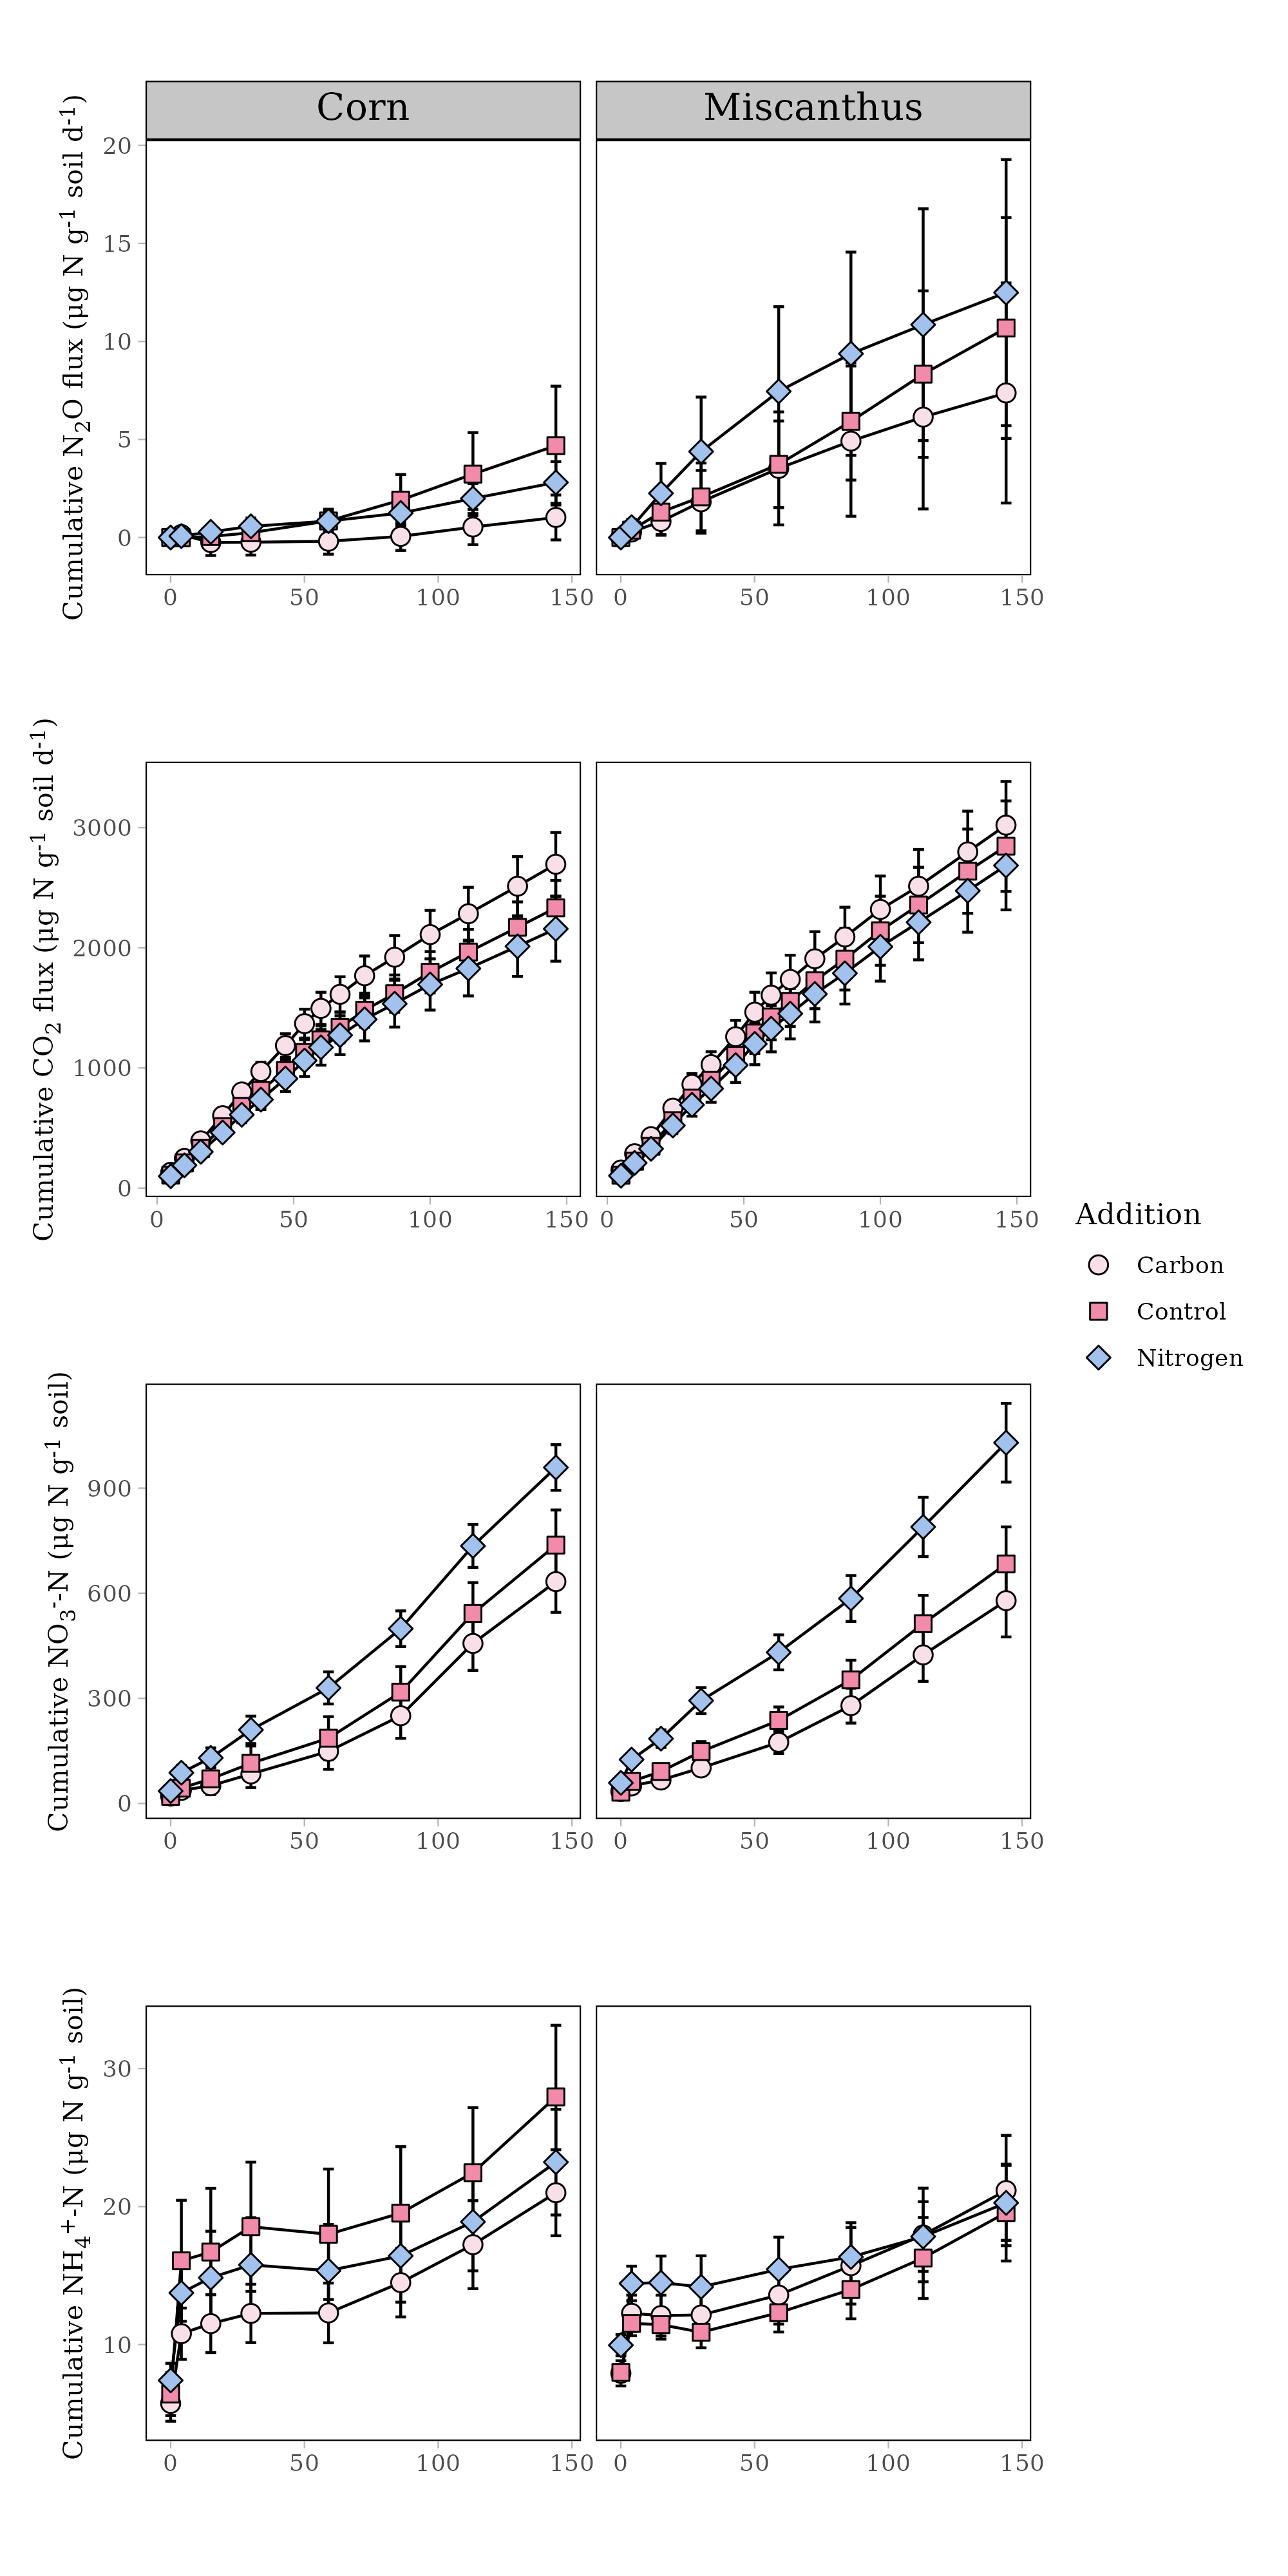 Corn Miscanthus
Cumulative N₂O flux (µg N g⁻¹ soil d⁻¹)
20
15
10
5
0
0 50 100 150 0 50 100 150
Cumulative CO₂ flux (µg N g⁻¹ soil d⁻¹)
3000
2000
1000
0
0 50 100 150 0 50 100 150
Addition
Carbon
Control
Nitrogen
Cumulative NO₃⁻-N (µg N g⁻¹ soil)
900
600
300
0
0 50 100 150 0 50 100 150
Cumulative NH₄⁺-N (µg N g⁻¹ soil)
30
20
10
0 50 100 150 0 50 100 150